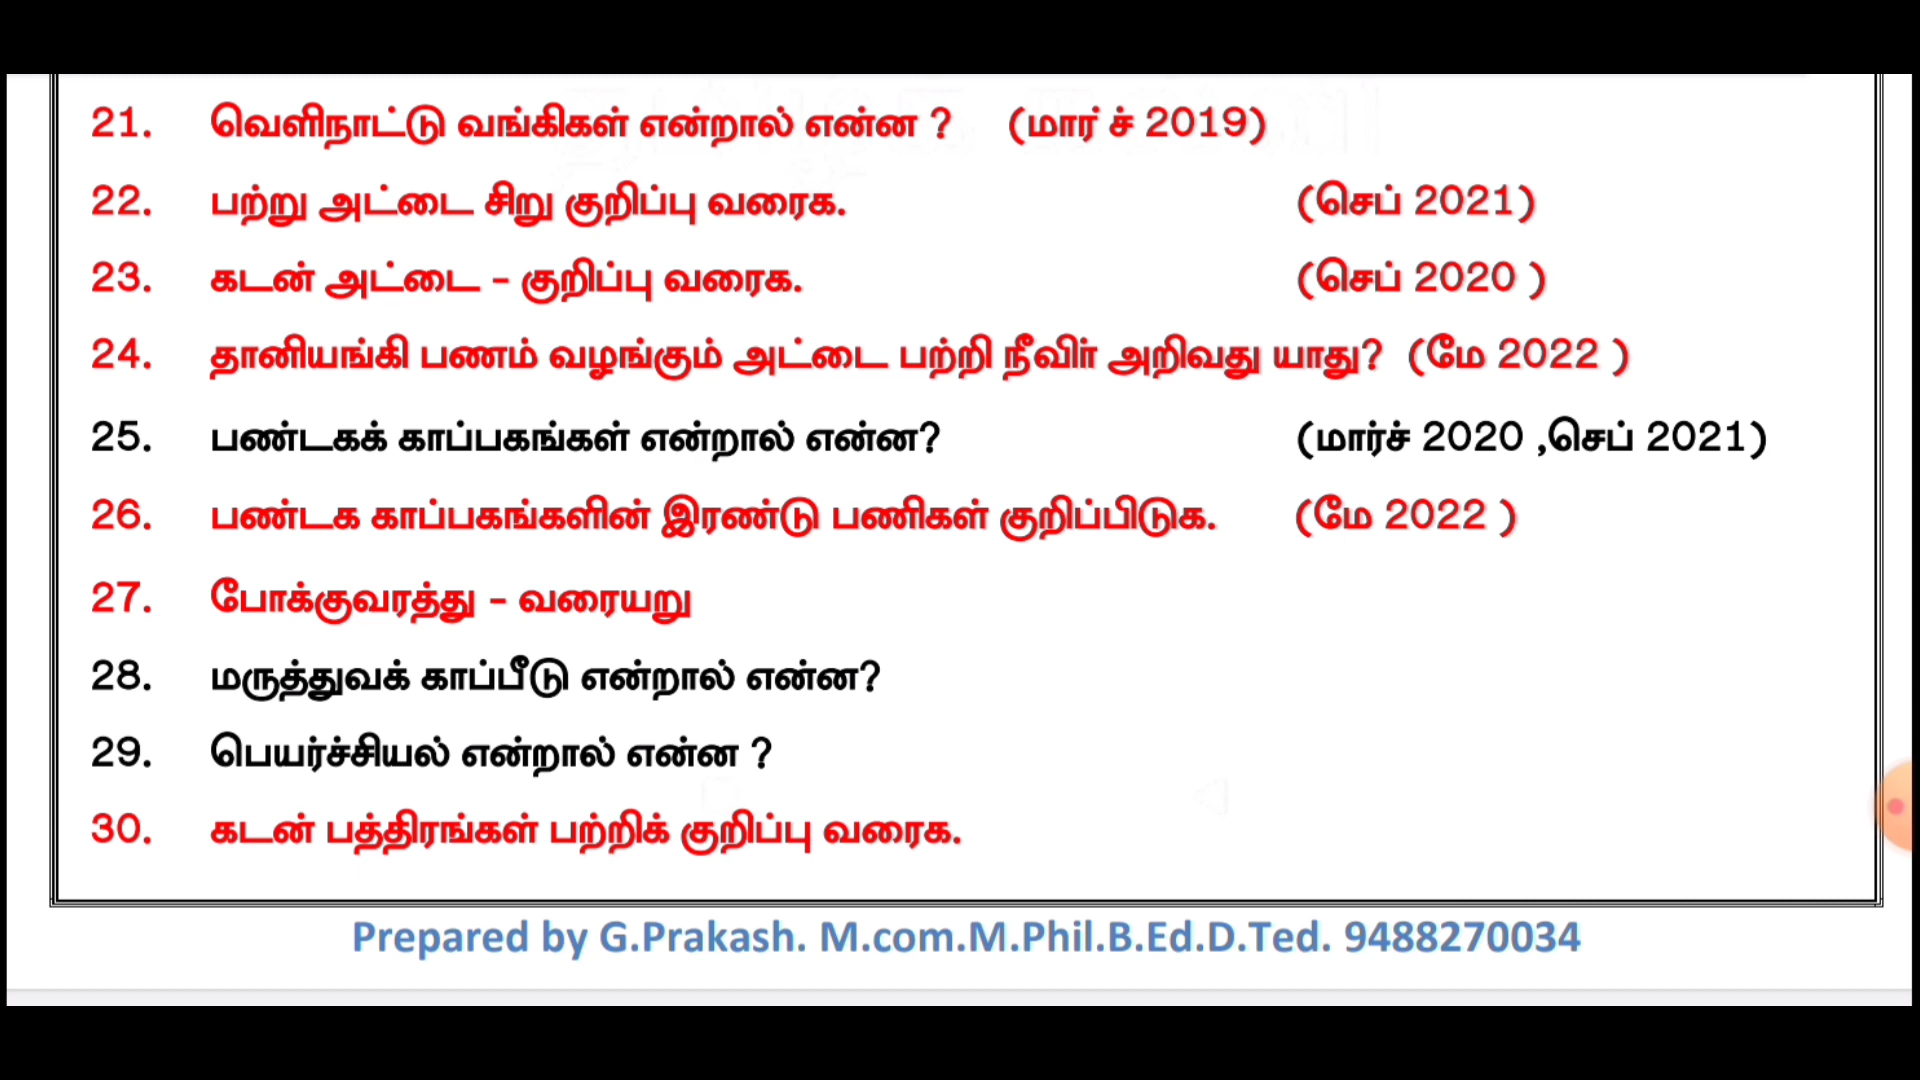 21. வெளிநாட்டு வங்கிகள் என்றால் என்ன ? (மார் ச் 2019)
22. பற்று அட்டை சிறு குறிப்பு வரைக. (செப் 2021)
23. கடன் அட்டை - குறிப்பு வரைக. (செப் 2020 )
24. தானியங்கி பணம் வழங்கும் அட்டை பற்றி நீவிர் அறிவது யாது? (மே 2022 )
25. பண்டகக் காப்பகங்கள் என்றால் என்ன? (மார்ச் 2020 ,செப் 2021)
26. பண்டக காப்பகங்களின் இரண்டு பணிகள் குறிப்பிடுக. (மே 2022 )
27. போக்குவரத்து - வரையறு
28. மருத்துவக் காப்பீடு என்றால் என்ன?
29. பெயர்ச்சியல் என்றால் என்ன ?
30. கடன் பத்திரங்கள் பற்றிக் குறிப்பு வரைக.
Prepared by G.Prakash. M.com.M.Phil.B.Ed.D.Ted. 9488270034